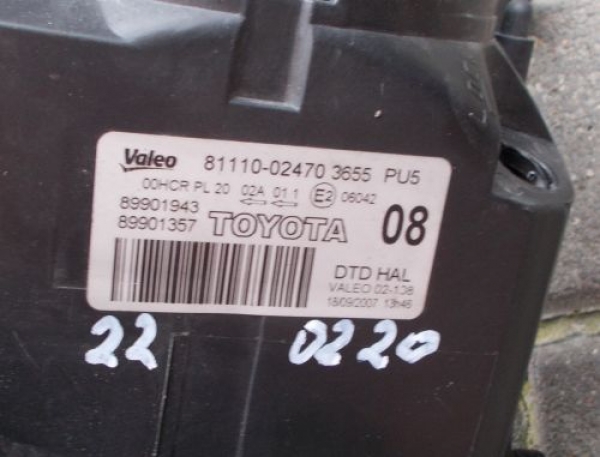 Valeo 81110-02470 3655 PU5
00HCR PL 20 02A 01 1 E2 06042
89901943
89901357 TOYOTA 08
DTD HAL
VALEO 02-108
18/09/2007 13h46
22 0220